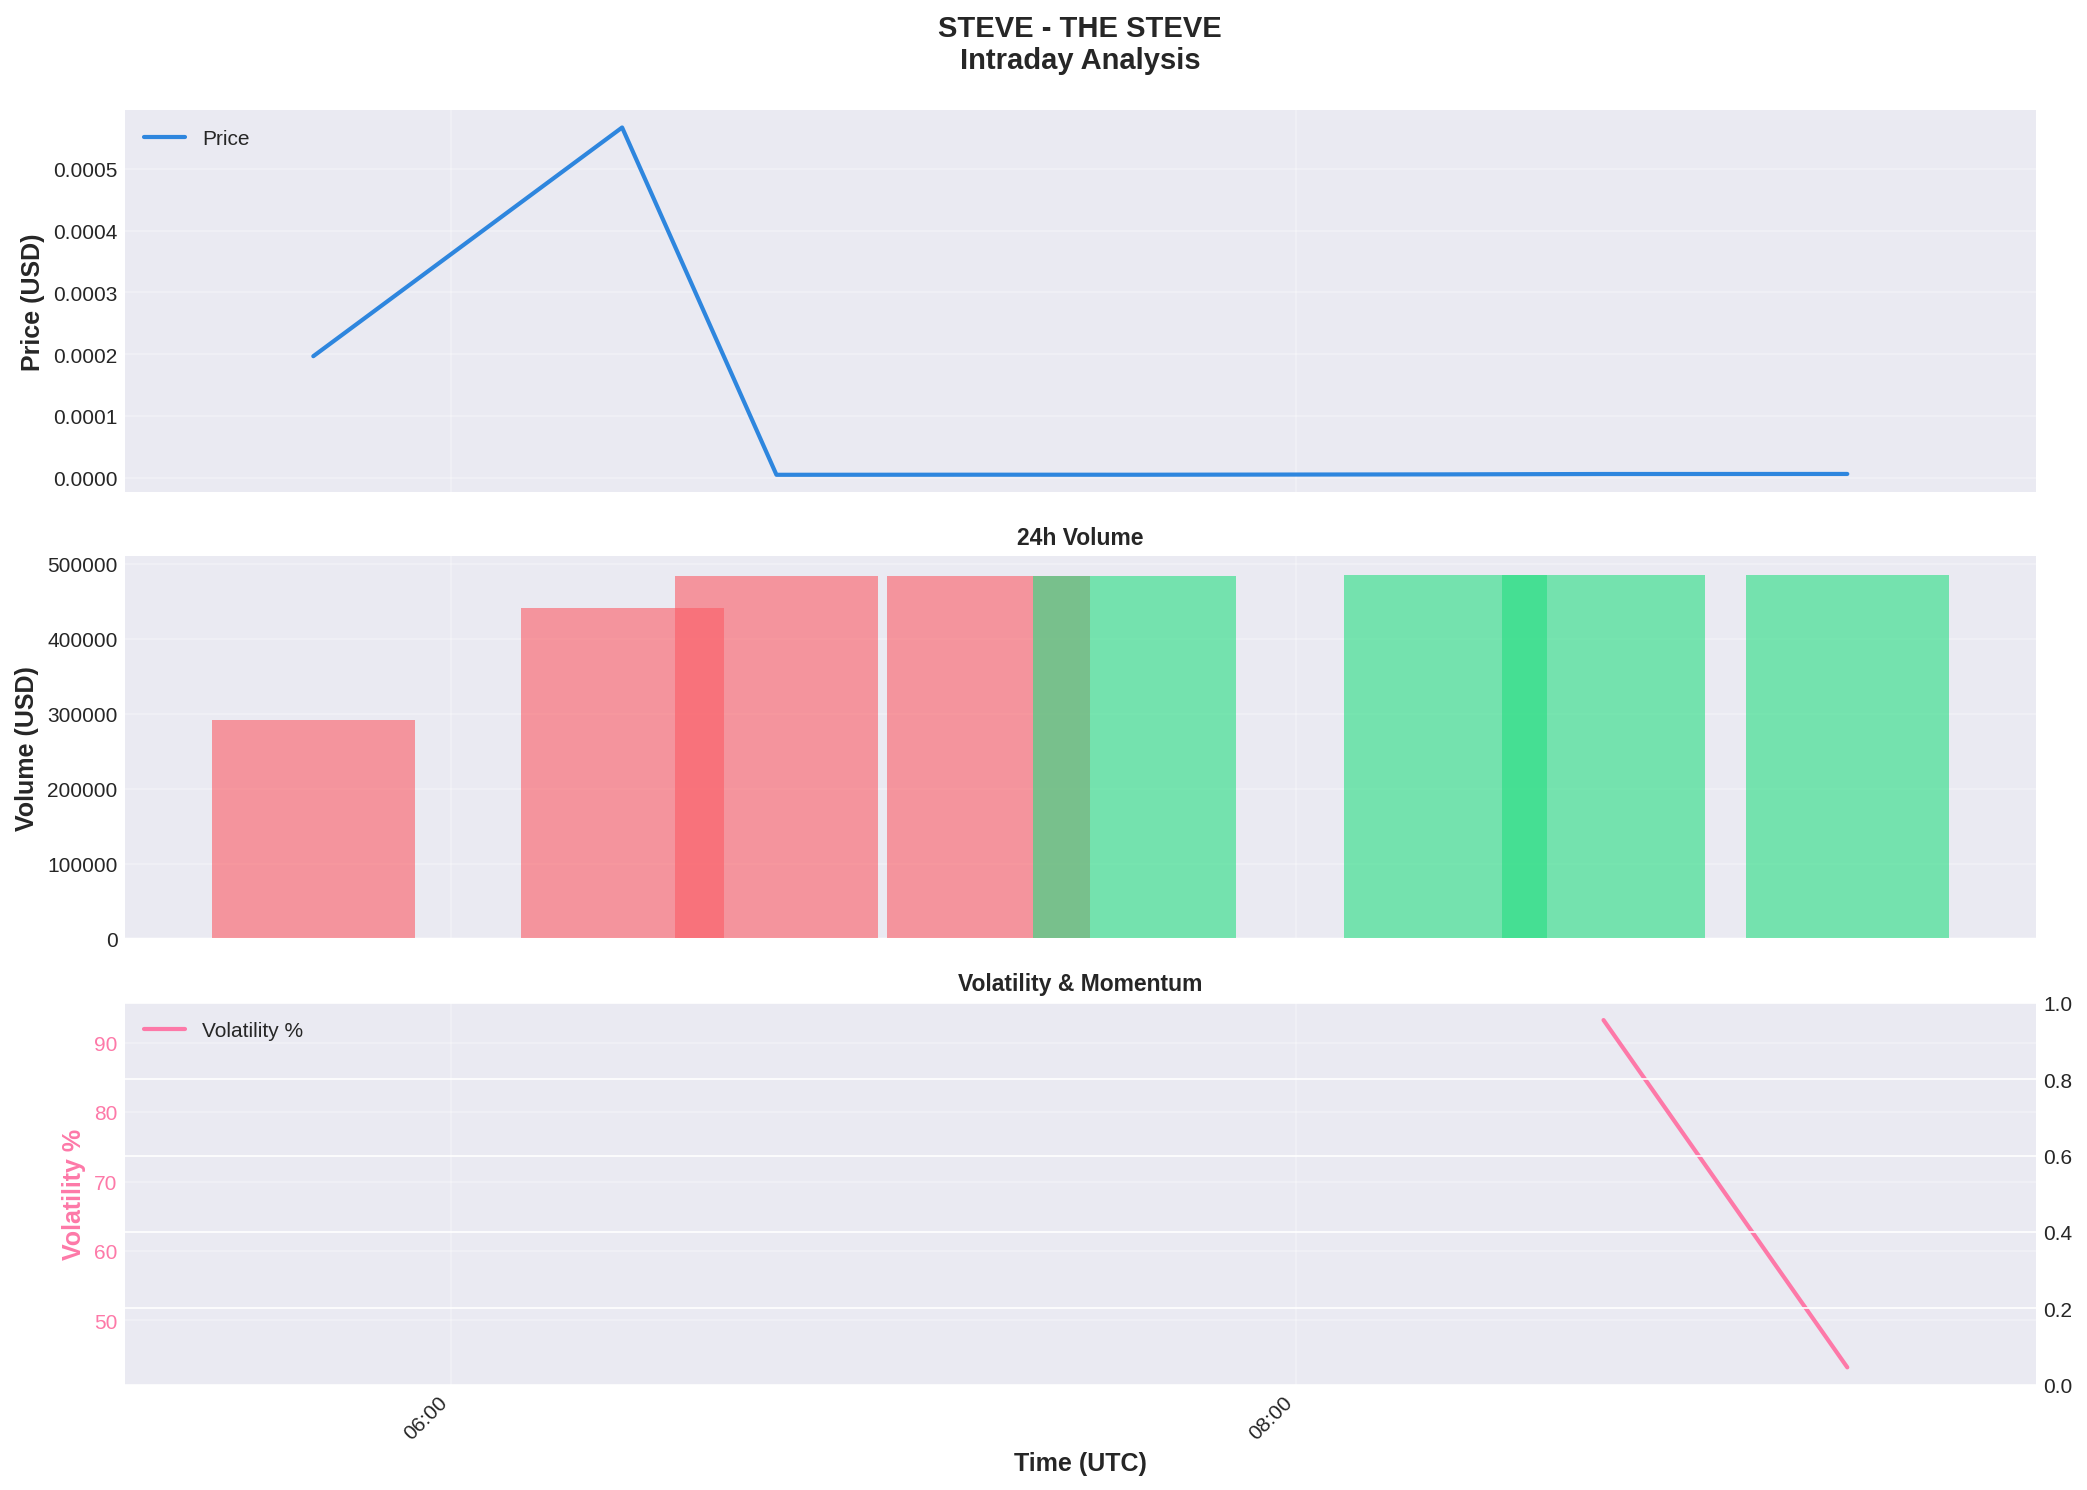 STEVE - THE STEVE
Intraday Analysis
Price
0.0005
0.0004
0.0003
0.0002
0.0001
0.0000
Price (USD)
24h Volume
500000
400000
300000
200000
100000
0
Volume (USD)
Volatility & Momentum
Volatility %
90
80
70
60
50
Volatility %
1.0
0.8
0.6
0.4
0.2
0.0
06:00
08:00
Time (UTC)